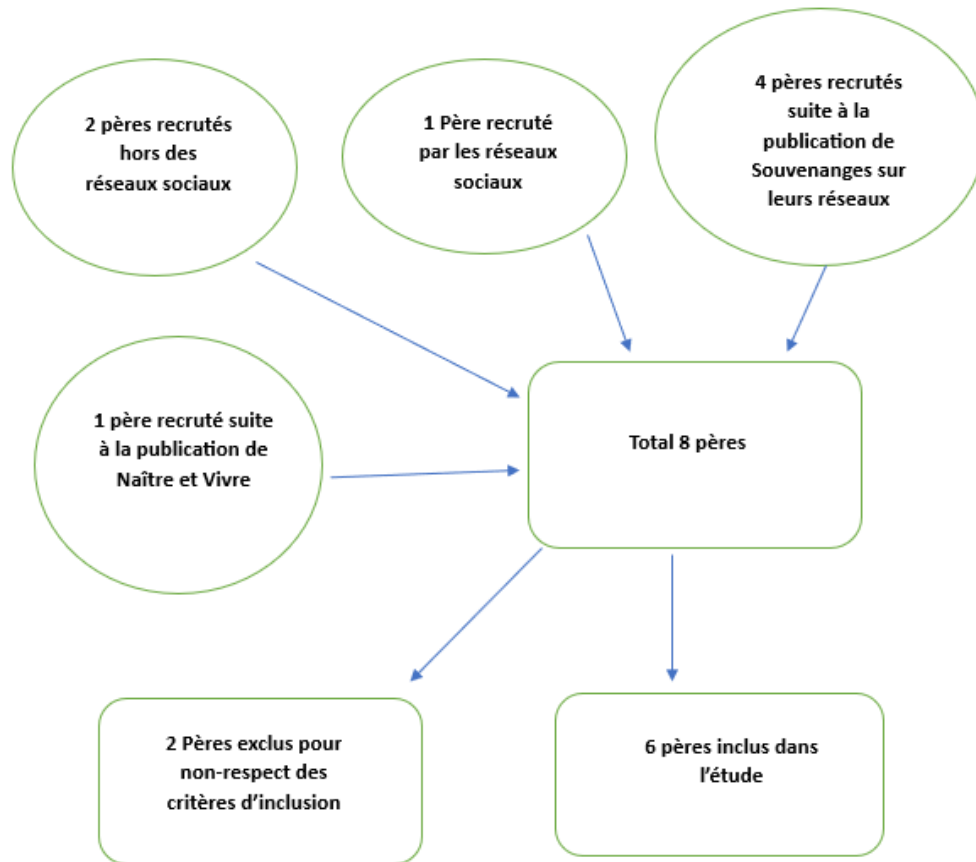 2 pères recrutés
hors des
réseaux sociaux
1 Père recruté
par les réseaux
sociaux
4 pères recrutés
suite à la
publication de
Souvenanges sur
leurs réseaux
1 père recruté suite
à la publication de
Naître et Vivre
Total 8 pères
2 Pères exclus pour
non-respect des
critères d’inclusion
6 pères inclus dans
l’étude